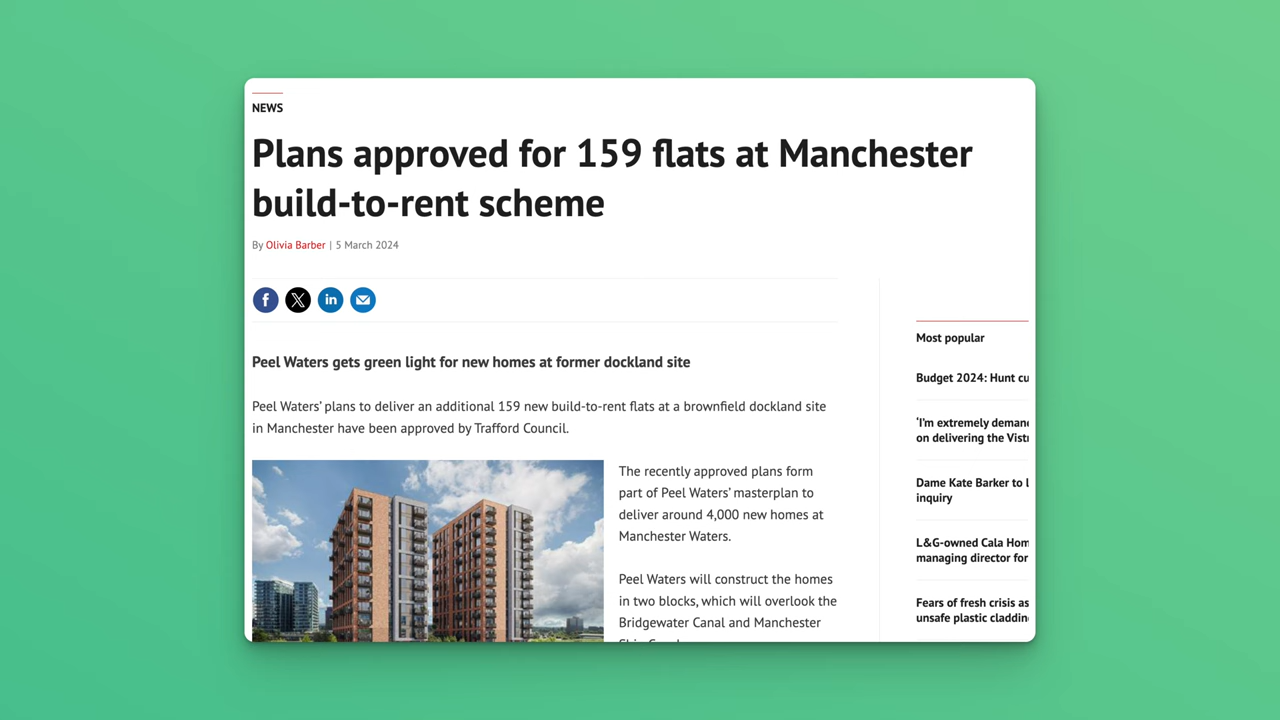 NEWS
Plans approved for 159 flats at Manchester
build-to-rent scheme
By Olivia Barber | 5 March 2024
Peel Waters gets green light for new homes at former dockland site
Peel Waters’ plans to deliver an additional 159 new build-to-rent flats at a brownfield dockland site
in Manchester have been approved by Trafford Council.
The recently approved plans form
part of Peel Waters’ masterplan to
deliver around 4,000 new homes at
Manchester Waters.
Peel Waters will construct the homes
in two blocks, which will overlook the
Bridgewater Canal and Manchester
Most popular
Budget 2024: Hunt cu
‘I’m extremely demand
on delivering the Vistr
Dame Kate Barker to l
inquiry
L&G-owned Cala Hom
managing director for
Fears of fresh crisis as
unsafe plastic claddin